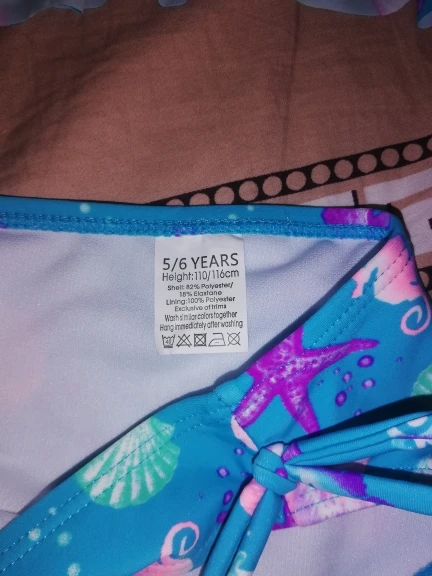 5/6 YEARS
Height:110/116cm
Shell: 82% Polyester/
18% Elastane
Lining:100% Polyester
Exclusive of trims
Wash similar colors together
Hang immediately after washing